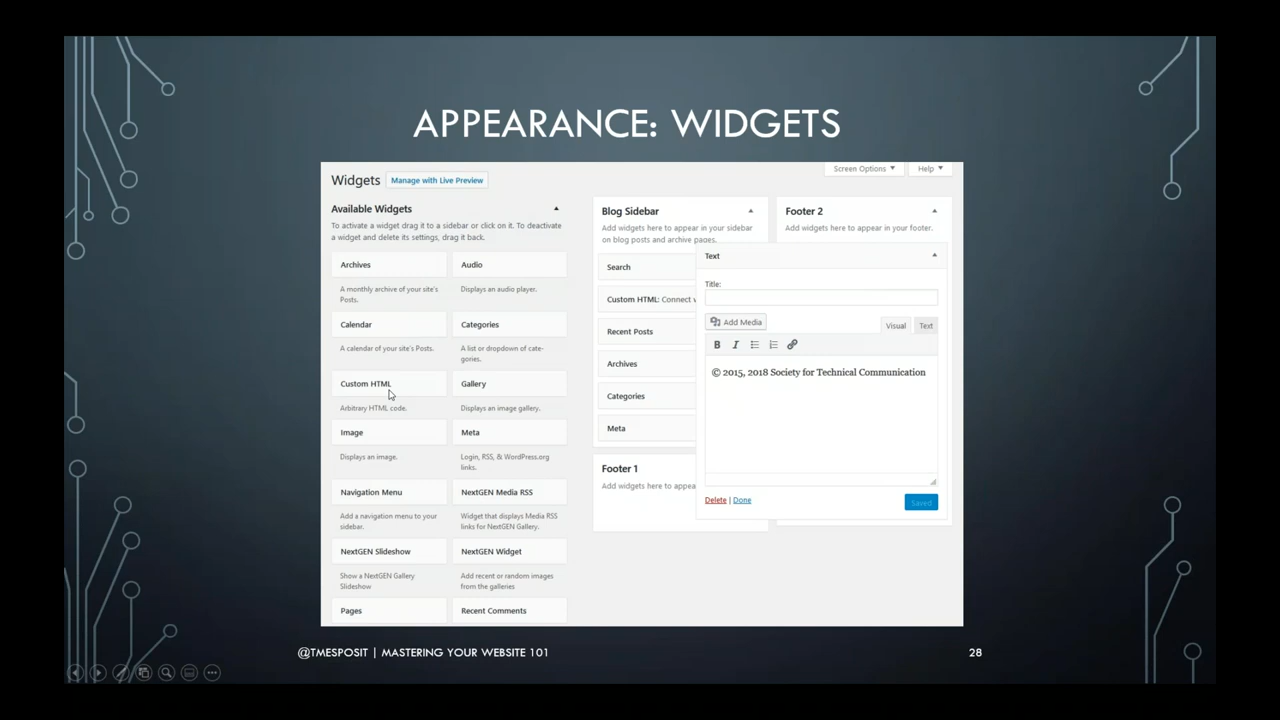 APPEARANCE: WIDGETS
Screen Options
Help
Widgets
Manage with Live Preview
Available Widgets
To activate a widget drag it to a sidebar or click on it. To deactivate
a widget and delete its settings, drag it back.
Archives
Audio
A monthly archive of your site's
Posts.
Displays an audio player.
Calendar
Categories
A calendar of your site's Posts.
A list or dropdown of cate-
gories.
Custom HTML
Gallery
Arbitrary HTML code.
Displays an image gallery.
Image
Meta
Displays an image.
Login, RSS, & WordPress.org
links.
Navigation Menu
NextGEN Media RSS
Add a navigation menu to your
sidebar.
Widget that displays Media RSS
links for NextGEN Gallery.
NextGEN Slideshow
NextGEN Widget
Show a NextGEN Gallery
Slideshow
Add recent or random images
from the galleries
Pages
Recent Comments
Blog Sidebar
Add widgets here to appear in your sidebar
on blog posts and archive pages.
Search
Custom HTML: Connect
Recent Posts
Archives
Categories
Meta
Footer 1
Add widgets here to appea
Footer 2
Add widgets here to appear in your footer.
Text
Title:
Add Media
Visual
Text
B I
© 2015, 2018 Society for Technical Communication
Delete | Done
Saved
@TMESPOSIT | MASTERING YOUR WEBSITE 101
28